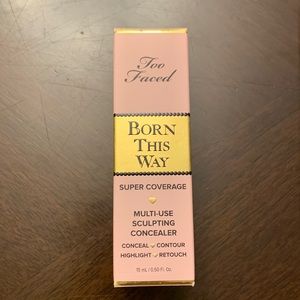 Too
Faced
BORN
THIS
WAY
SUPER COVERAGE
MULTI-USE
SCULPTING
CONCEALER
CONCEAL CONTOUR
HIGHLIGHT RETOUCH
15 mL / 0.50 Fl. Oz.